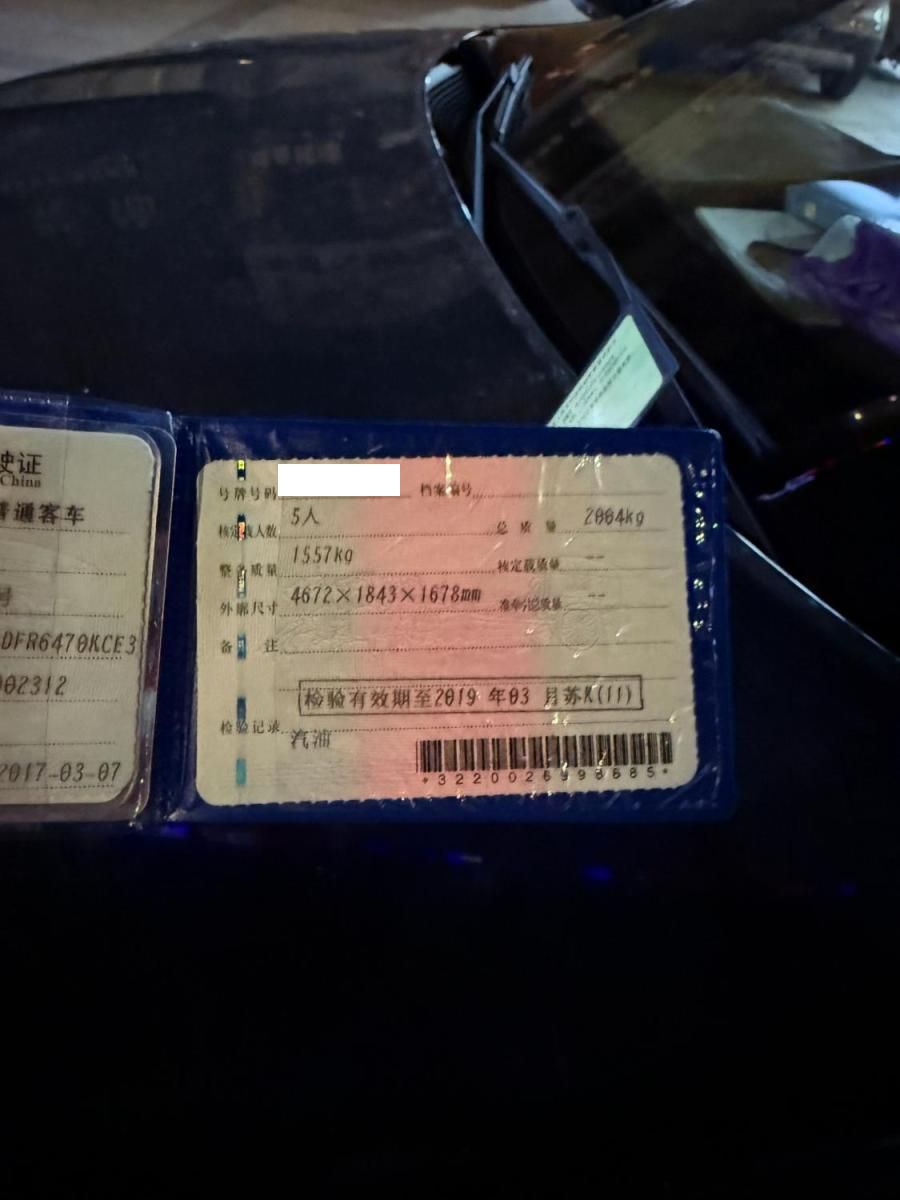 驶证
China
普通客车
号
DFR6470KCE3
002312
2017-03-07
号牌号码
档案编号
核定载人数 5人
总质量 2004kg
整备质量 1557kg
核定载质量 --
外廓尺寸 4672×1843×1678mm
准牵引总质量 --
备注
检验有效期至2019年03月苏K(11)
检验记录
汽油
*3220026998685*